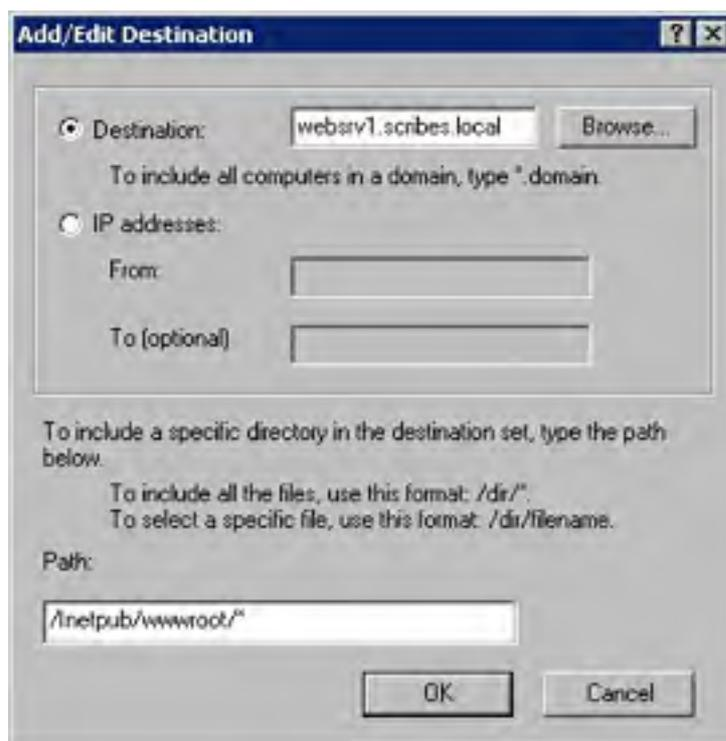 Add/Edit Destination
Destination: websrv1.scribes.local Browse...
To include all computers in a domain, type *.domain.
IP addresses:
From:
To (optional)
To include a specific directory in the destination set, type the path
below.
To include all the files, use this format: /dir/*.
To select a specific file, use this format: /dir/filename.
Path:
/Inetpub/wwwroot/*
OK Cancel